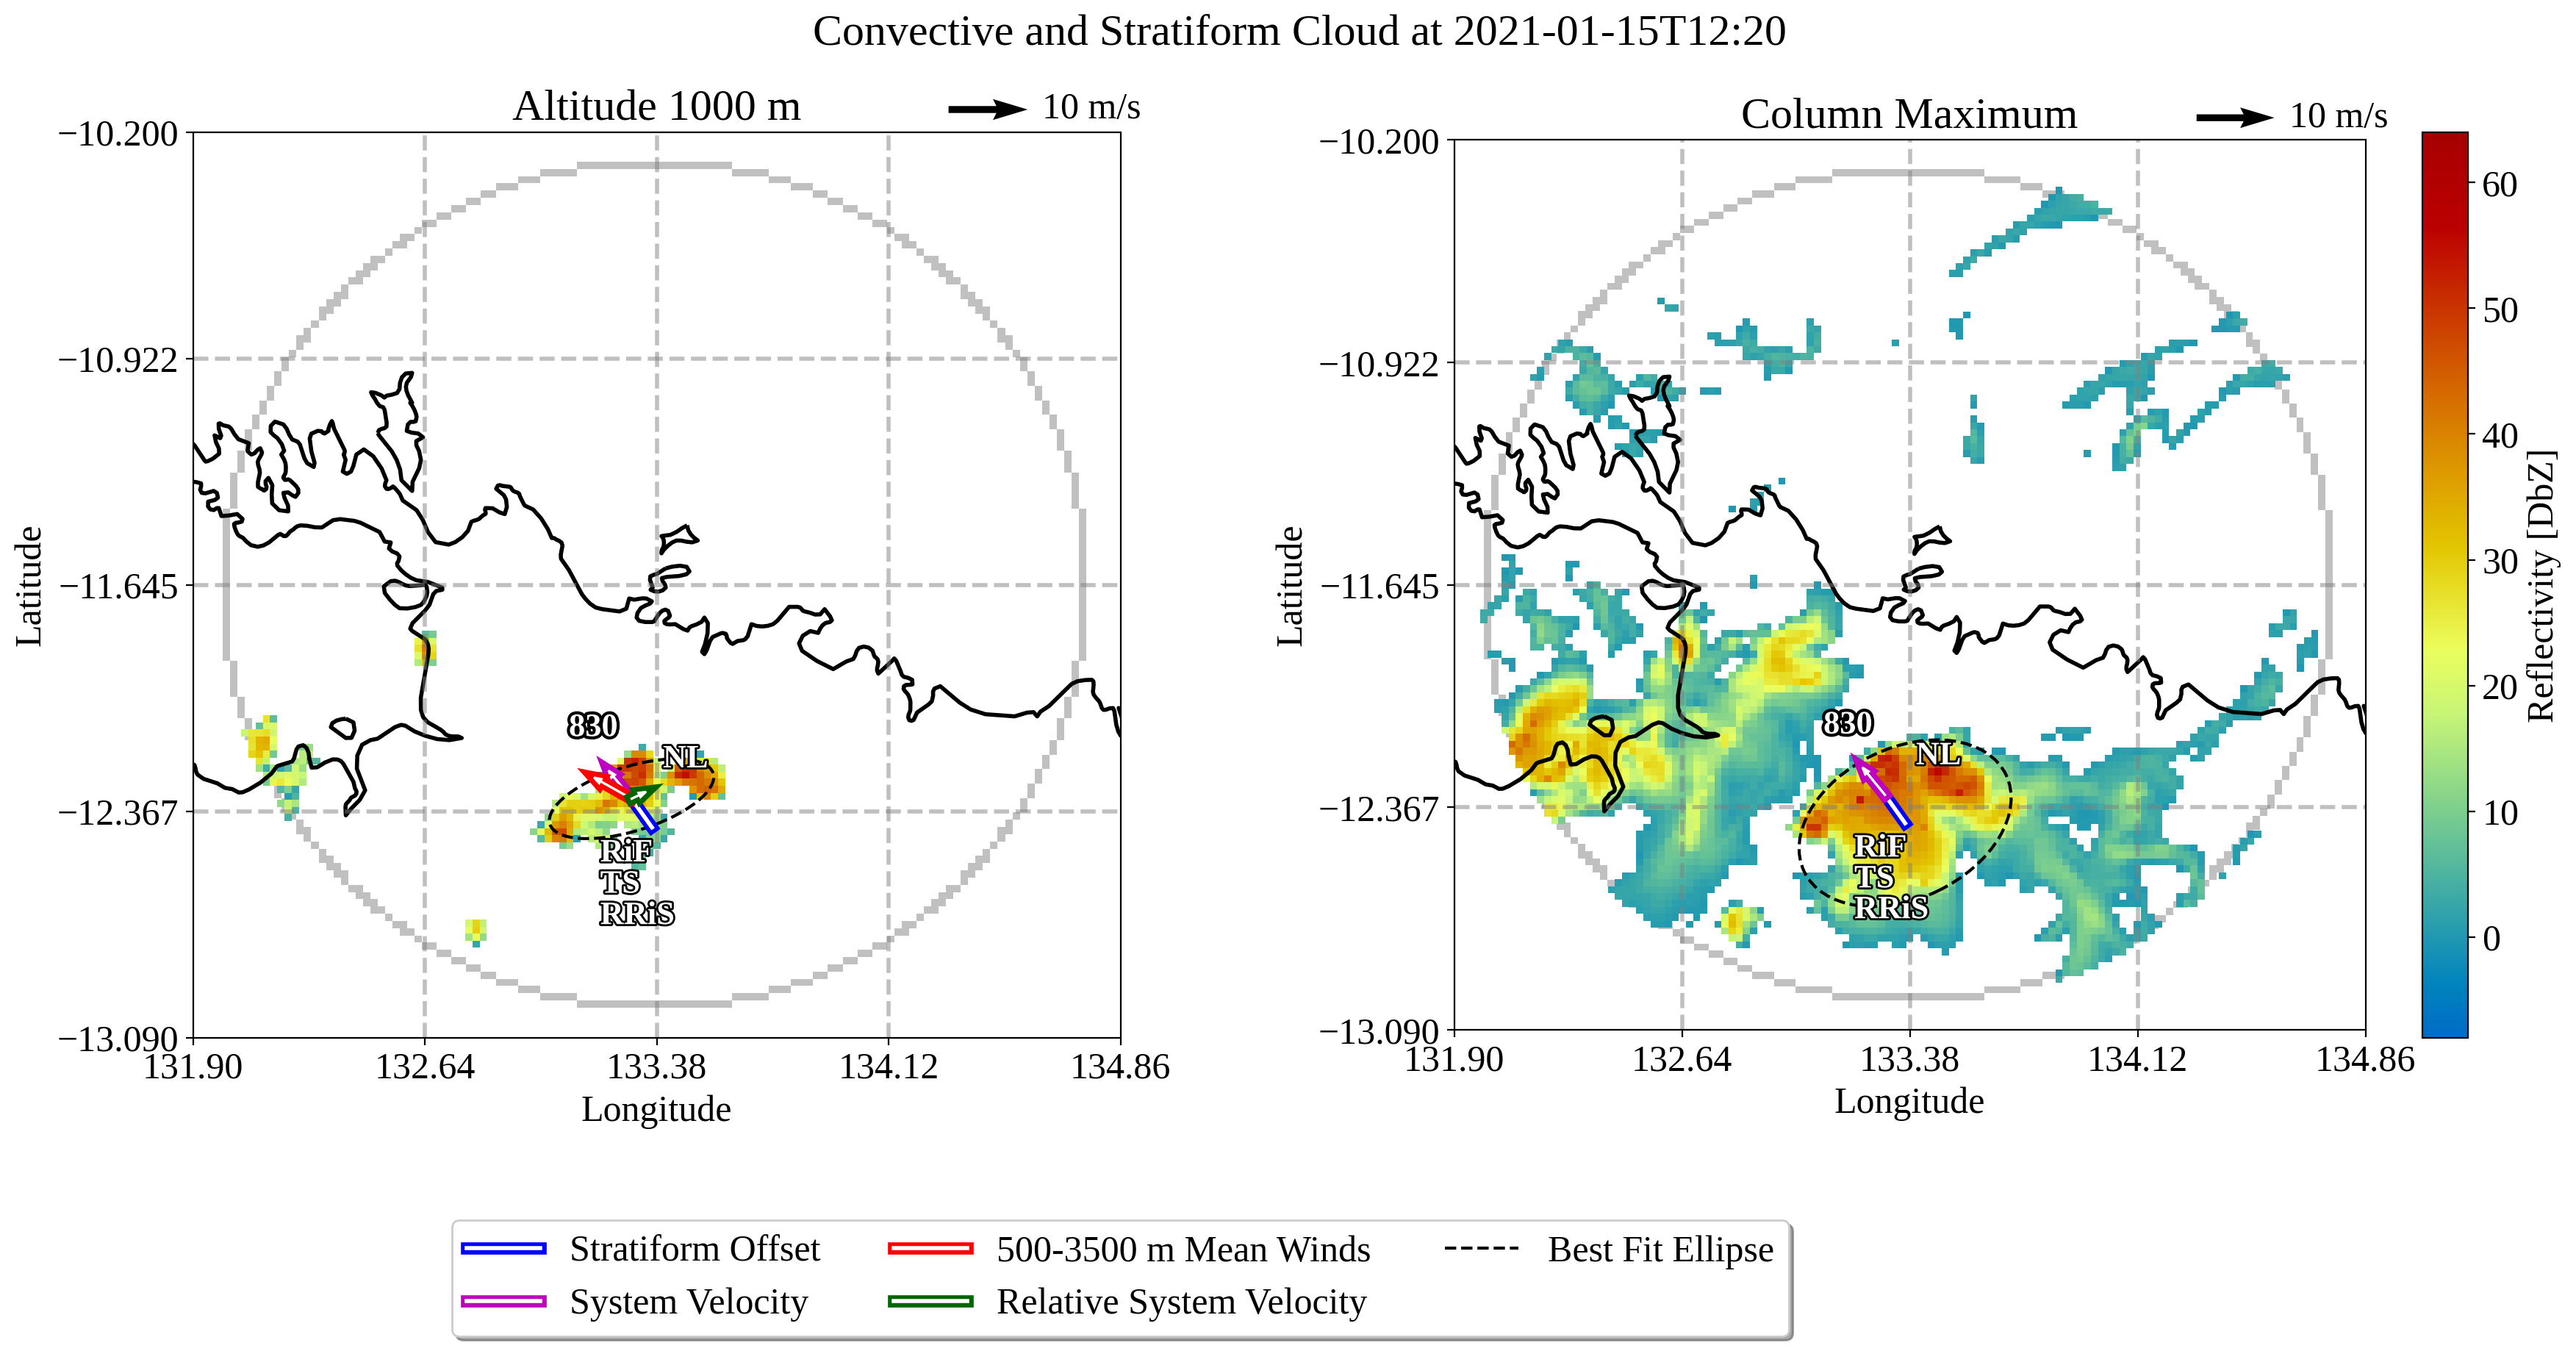 Convective and Stratiform Cloud at 2021-01-15T12:20
Altitude 1000 m
10 m/s
−10.200
−10.922
−11.645
−12.367
−13.090
Latitude
830
NL
RiF
TS
RRiS
131.90
132.64
133.38
134.12
134.86
Longitude
Column Maximum
10 m/s
−10.200
−10.922
−11.645
−12.367
−13.090
Latitude
830
NL
RiF
TS
RRiS
131.90
132.64
133.38
134.12
134.86
Longitude
60
50
40
30
20
10
0
Reflectivity [DbZ]
Stratiform Offset
500-3500 m Mean Winds
Best Fit Ellipse
System Velocity
Relative System Velocity